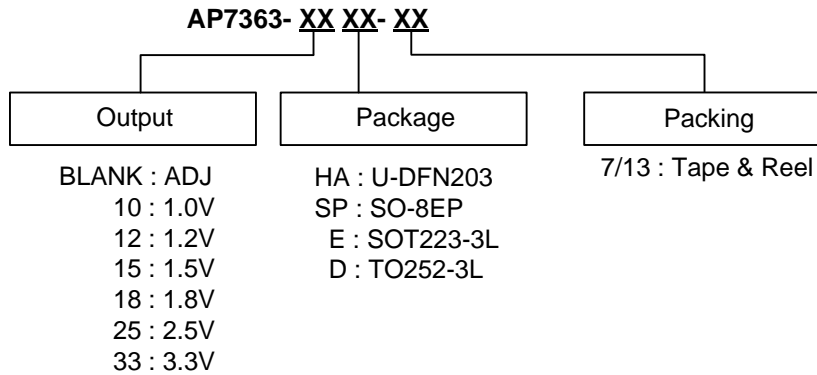 AP7363- XX XX- XX
Output
Package
Packing
BLANK : ADJ
10 : 1.0V
12 : 1.2V
15 : 1.5V
18 : 1.8V
25 : 2.5V
33 : 3.3V
HA : U-DFN203
SP : SO-8EP
E : SOT223-3L
D : TO252-3L
7/13 : Tape & Reel